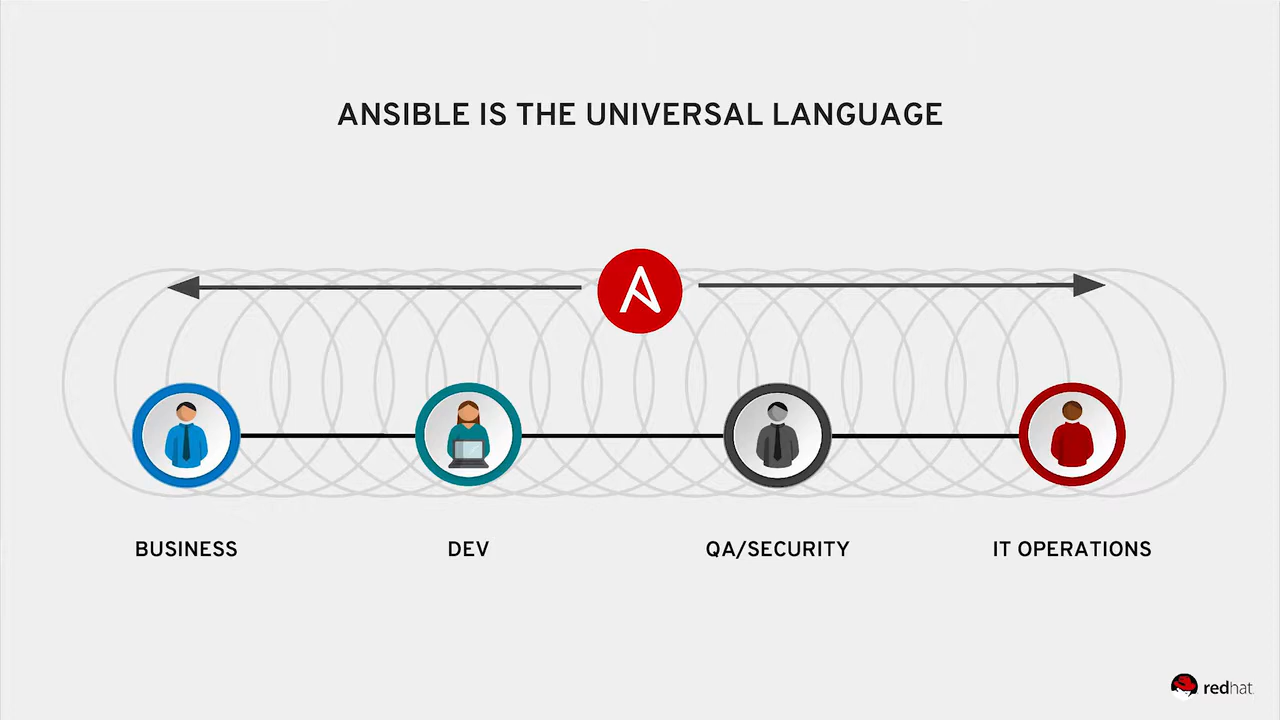 ANSIBLE IS THE UNIVERSAL LANGUAGE
BUSINESS
DEV
QA/SECURITY
IT OPERATIONS
redhat